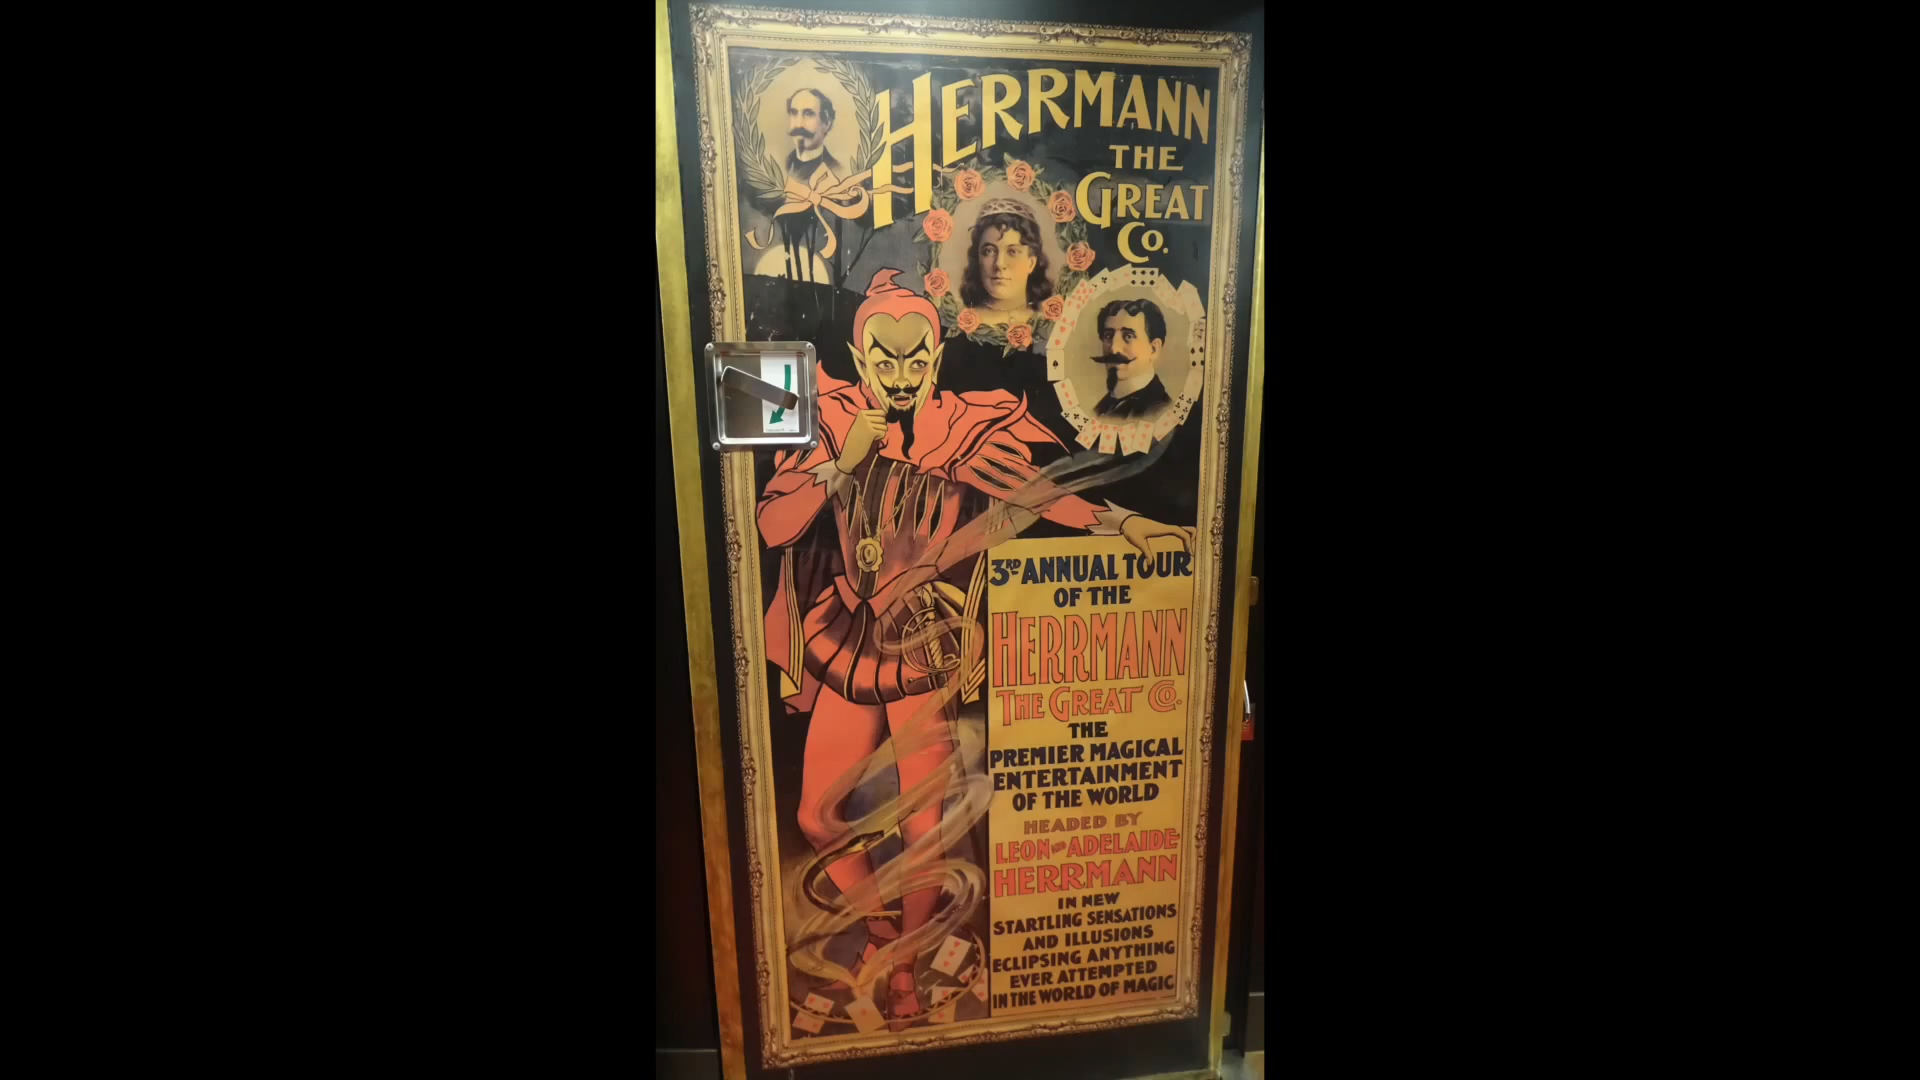 HERRMANN
THE
GREAT
CO.
3RD ANNUAL TOUR
OF THE
HERRMANN
THE GREAT CO.
THE
PREMIER MAGICAL
ENTERTAINMENT
OF THE WORLD
HEADED BY
LEON AND ADELAIDE
HERRMANN
IN NEW
STARTLING SENSATIONS
AND ILLUSIONS
ECLIPSING ANYTHING
EVER ATTEMPTED
IN THE WORLD OF MAGIC